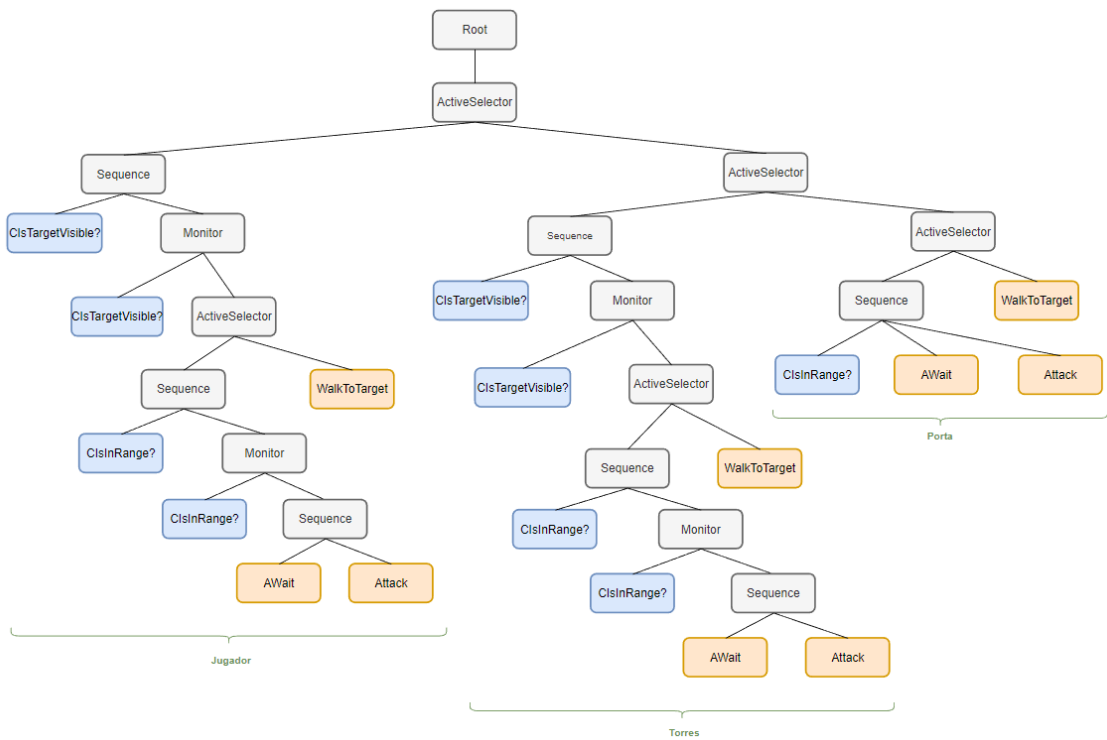 Root
ActiveSelector
Sequence
ActiveSelector
CIsTargetVisible?
Monitor
Sequence
ActiveSelector
CIsTargetVisible?
ActiveSelector
CIsTargetVisible?
Monitor
Sequence
WalkToTarget
Sequence
WalkToTarget
CIsTargetVisible?
ActiveSelector
CIsInRange?
AWait
Attack
CIsInRange?
Monitor
Sequence
WalkToTarget
Porta
CIsInRange?
Sequence
CIsInRange?
Monitor
AWait
Attack
CIsInRange?
Sequence
Jugador
AWait
Attack
Torres